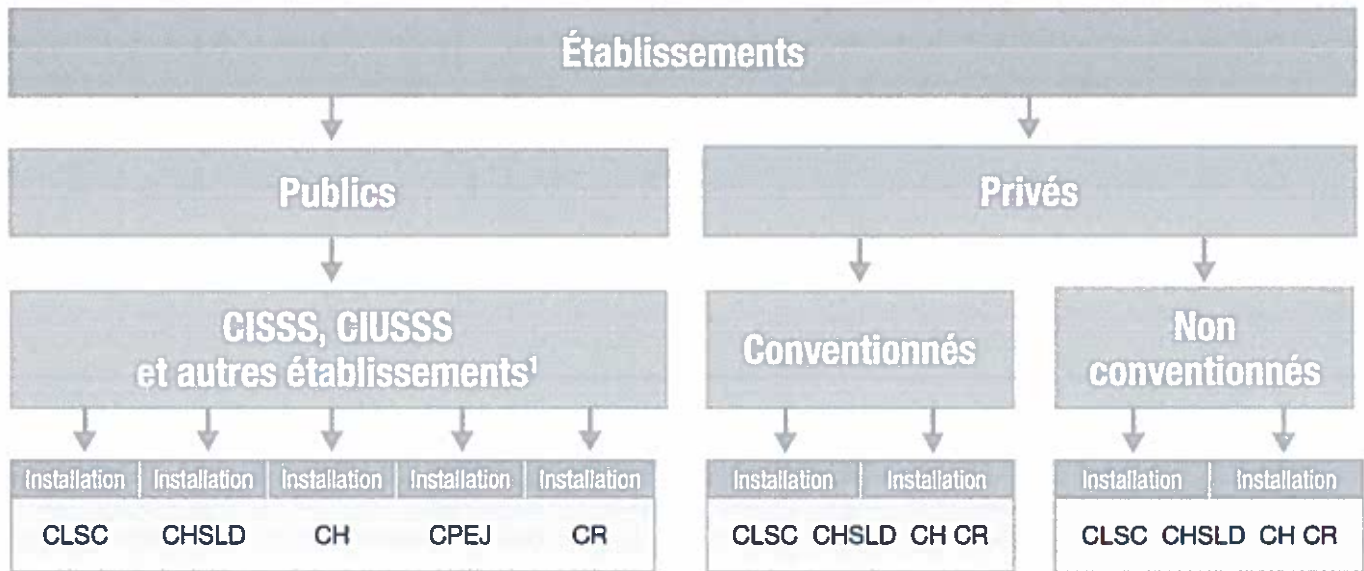 Établissements
Publics
Privés
CISSS, CIUSSS
et autres établissements¹
Conventionnés
Non
conventionnés
Installation Installation Installation Installation Installation
Installation Installation
Installation Installation
CLSC CHSLD CH CPEJ CR
CLSC CHSLD CH CR
CLSC CHSLD CH CR